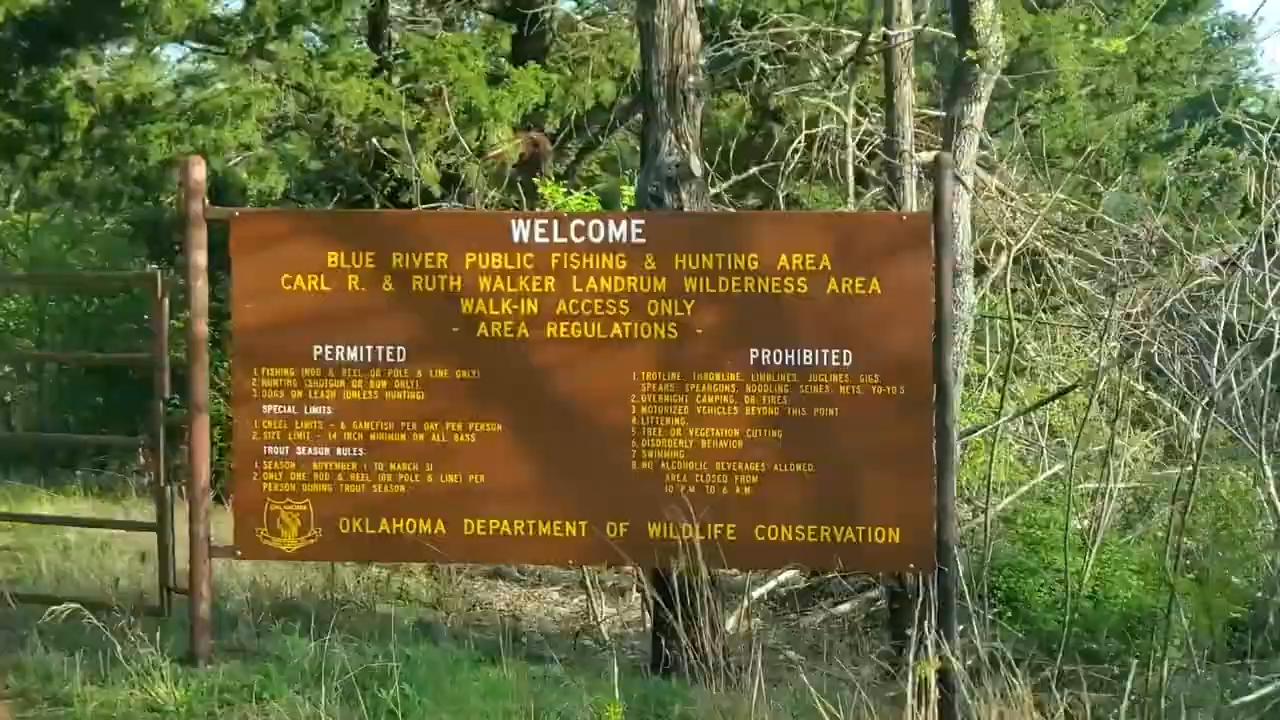 WELCOME
BLUE RIVER PUBLIC FISHING & HUNTING AREA
CARL R. & RUTH WALKER LANDRUM WILDERNESS AREA
WALK-IN ACCESS ONLY
- AREA REGULATIONS -
PERMITTED
1. FISHING (ROD & REEL OR POLE & LINE ONLY)
2. HUNTING (SHOTGUN OR BOW ONLY)
3. DOGS ON LEASH (UNLESS HUNTING)
SPECIAL LIMITS:
1. CREEL LIMITS - 6 GAMEFISH PER DAY PER PERSON
2. SIZE LIMIT - 14 INCH MINIMUM ON ALL BASS
TROUT SEASON RULES:
1. SEASON - NOVEMBER 1 TO MARCH 31
2. ONLY ONE ROD & REEL (OR POLE & LINE) PER
PERSON DURING TROUT SEASON.
PROHIBITED
1. TROTLINE, THROWLINE, LIMBLINES, JUGLINES, GIGS,
SPEARS, SPEARGUNS, NOODLING, SEINES, NETS, YO-YO'S
2. OVERNIGHT CAMPING, OR FIRES
3. MOTORIZED VEHICLES BEYOND THIS POINT
4. LITTERING
5. TREE OR VEGETATION CUTTING
6. DISORDERLY BEHAVIOR
7. SWIMMING
8. NO ALCOHOLIC BEVERAGES ALLOWED.
AREA CLOSED FROM
10 P.M. TO 6 A.M.
OKLAHOMA
OKLAHOMA DEPARTMENT OF WILDLIFE CONSERVATION